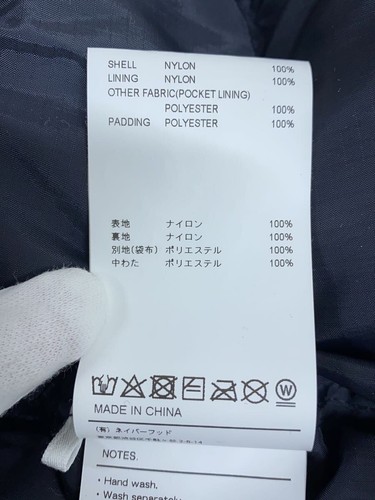 SHELL NYLON 100%
LINING NYLON 100%
OTHER FABRIC(POCKET LINING)
POLYESTER 100%
PADDING POLYESTER 100%
表地 ナイロン 100%
裏地 ナイロン 100%
別地(袋布) ポリエステル 100%
中わた ポリエステル 100%
W
MADE IN CHINA
(有) ネイバーフッド
NOTES.
・Hand wash.
・Wash separately